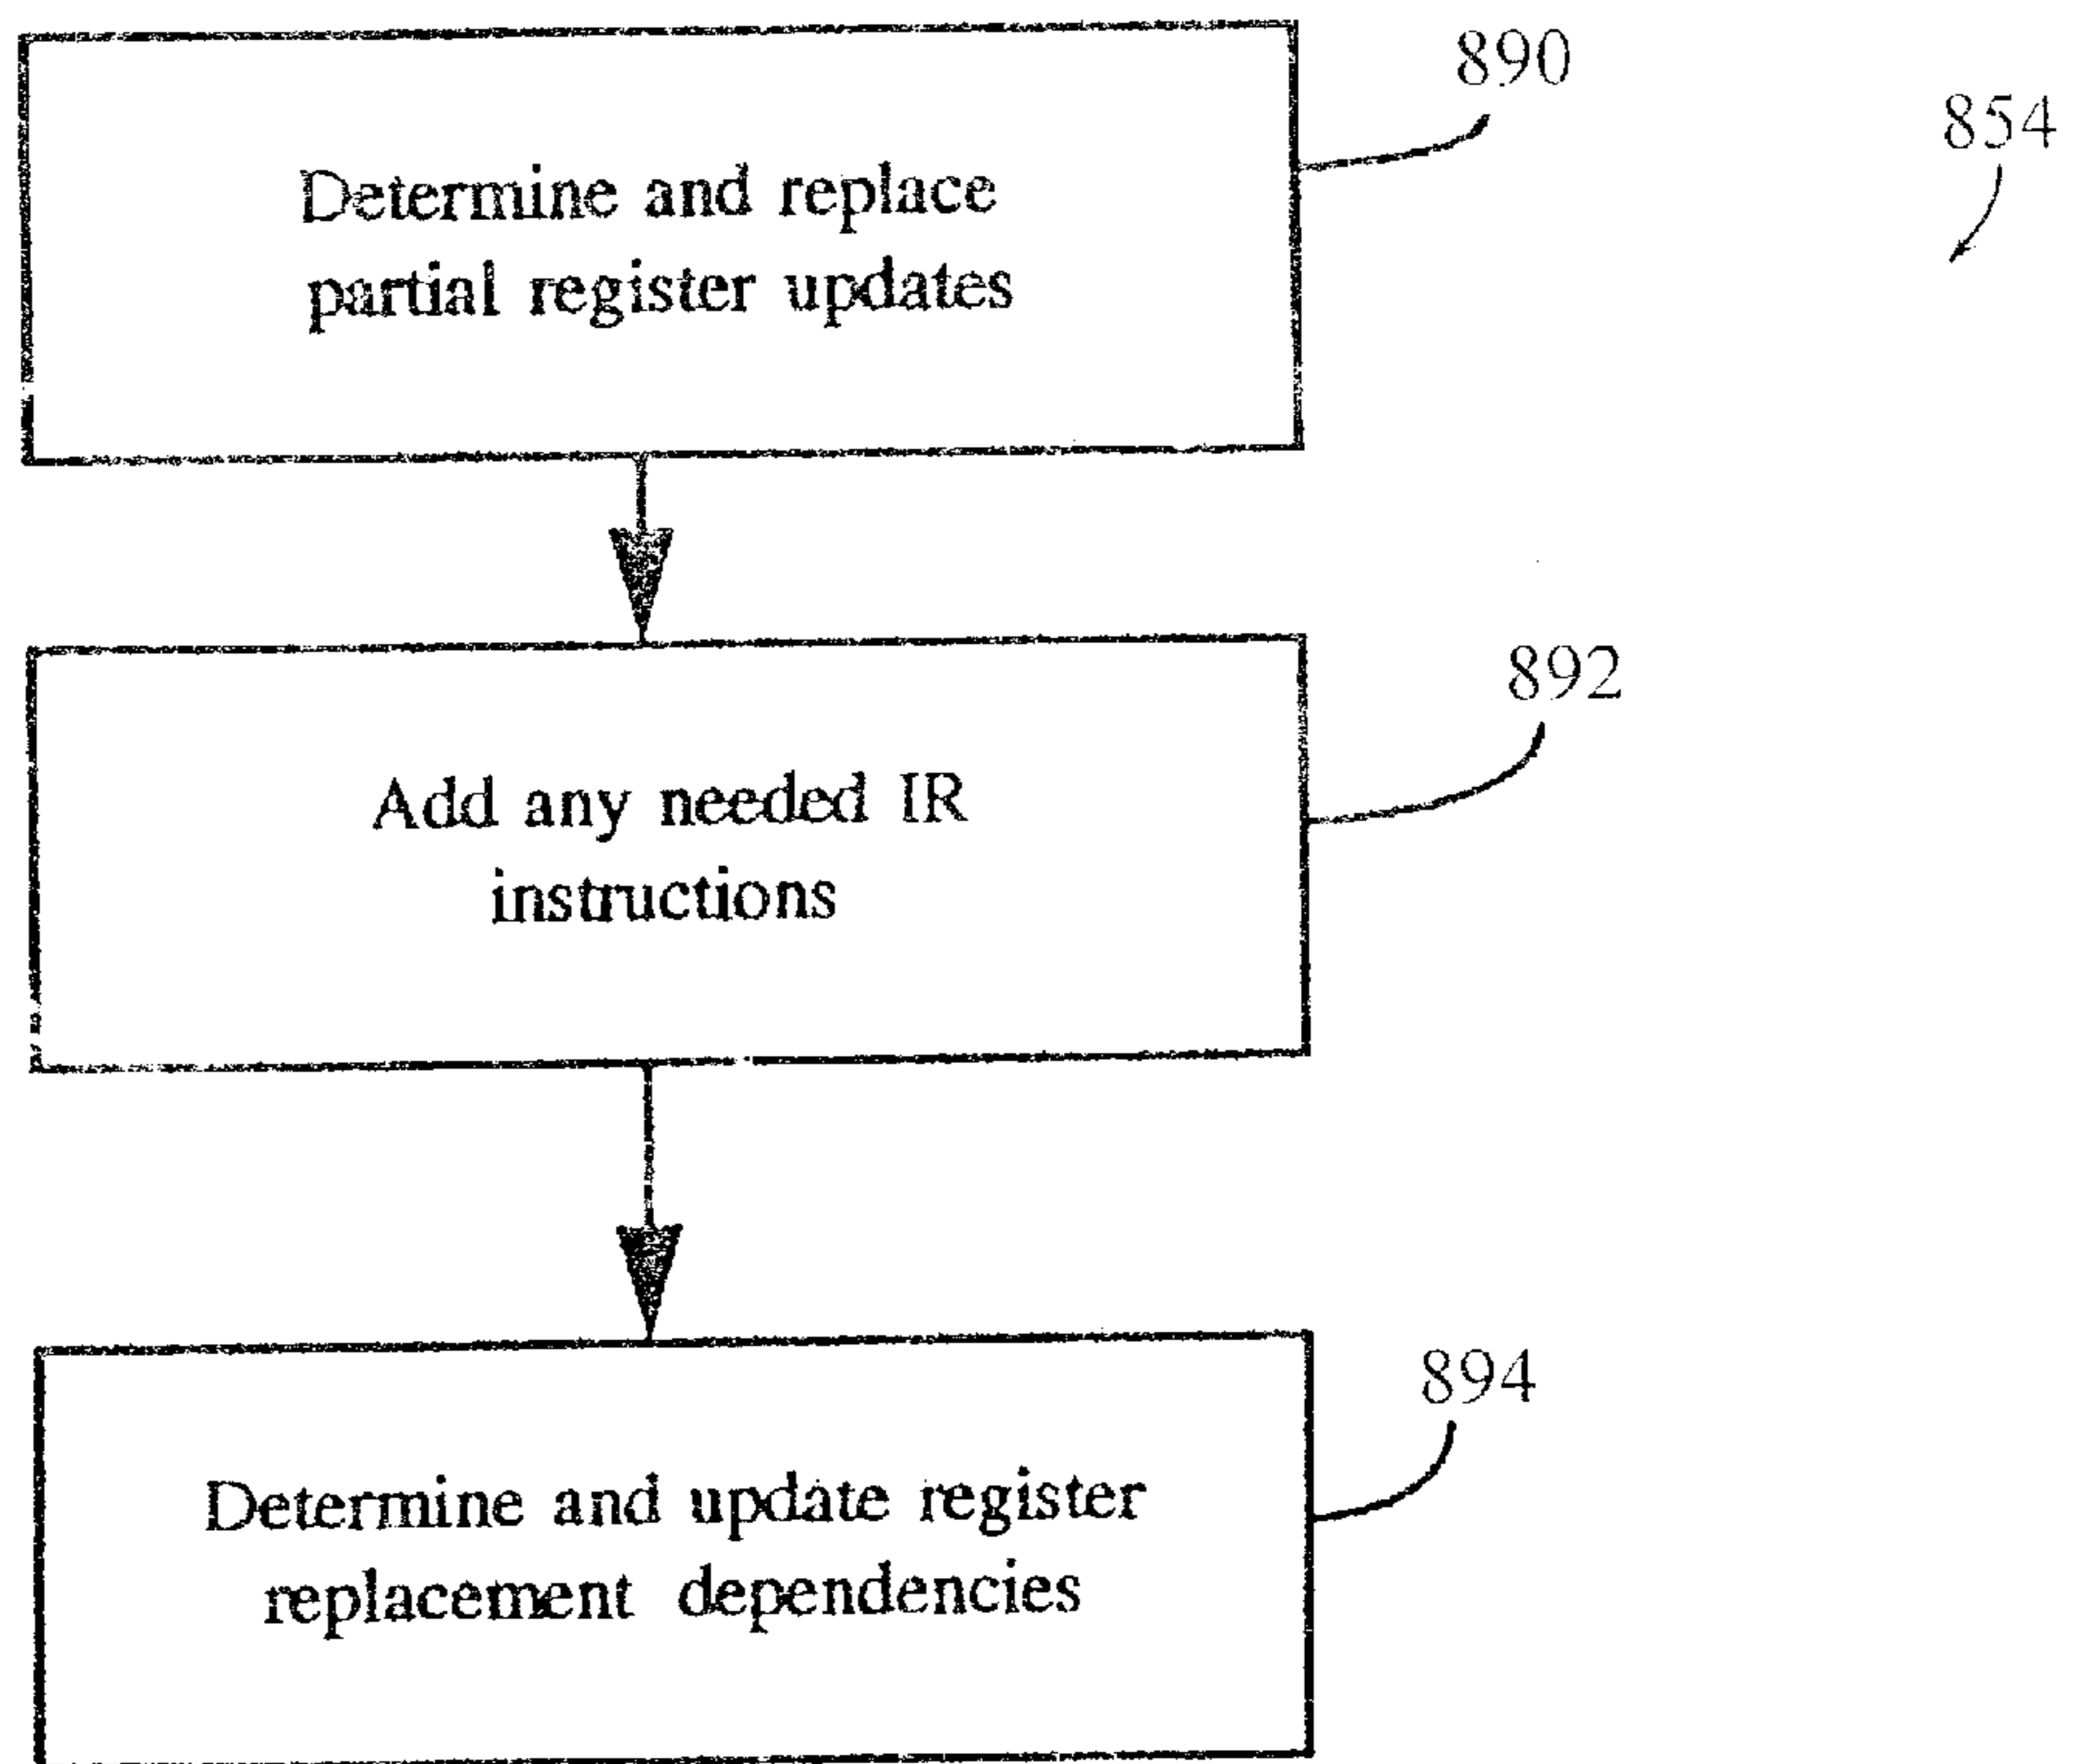 890
854
Determine and replace
partial register updates
892
Add any needed IR
instructions
894
Determine and update register
replacement dependencies